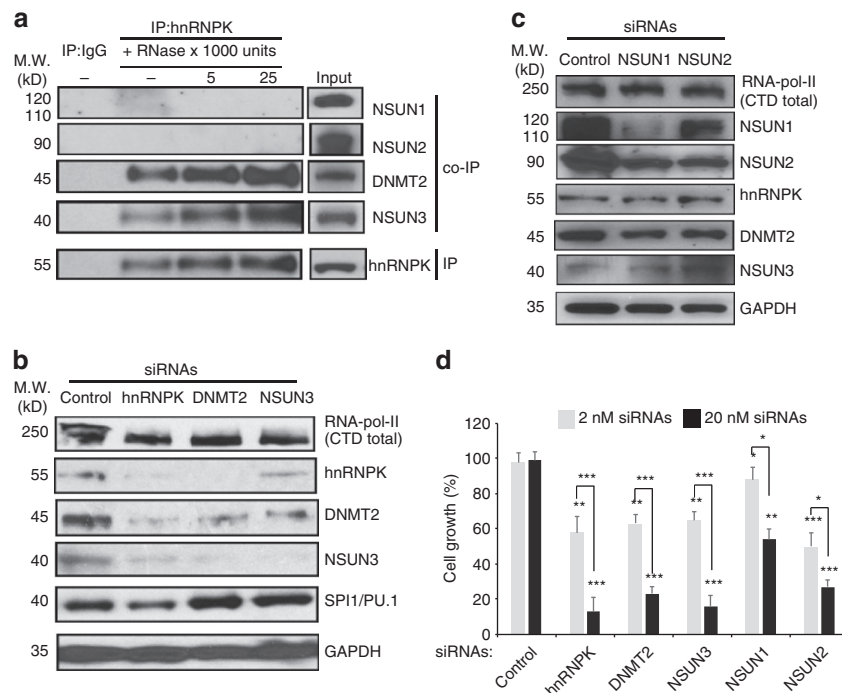 a
IP:hnRNPK
IP:IgG + RNase x 1000 units
M.W.
(kD) – – 5 25 Input
120
110 NSUN1
90 NSUN2
45 DNMT2
40 NSUN3
co-IP
55 hnRNPK IP
b
siRNAs
M.W.
(kD) Control hnRNPK DNMT2 NSUN3
250 RNA-pol-II
(CTD total)
55 hnRNPK
45 DNMT2
40 NSUN3
40 SPI1/PU.1
35 GAPDH
c
siRNAs
M.W.
(kD) Control NSUN1 NSUN2
250 RNA-pol-II
(CTD total)
120
110 NSUN1
90 NSUN2
55 hnRNPK
45 DNMT2
40 NSUN3
35 GAPDH
d
2 nM siRNAs 20 nM siRNAs
Cell growth (%)
120
100
80
60
40
20
0
*** *** *** * *
** ** ** * ***
*** *** *** ** ***
siRNAs:
Control
hnRNPK
DNMT2
NSUN3
NSUN1
NSUN2